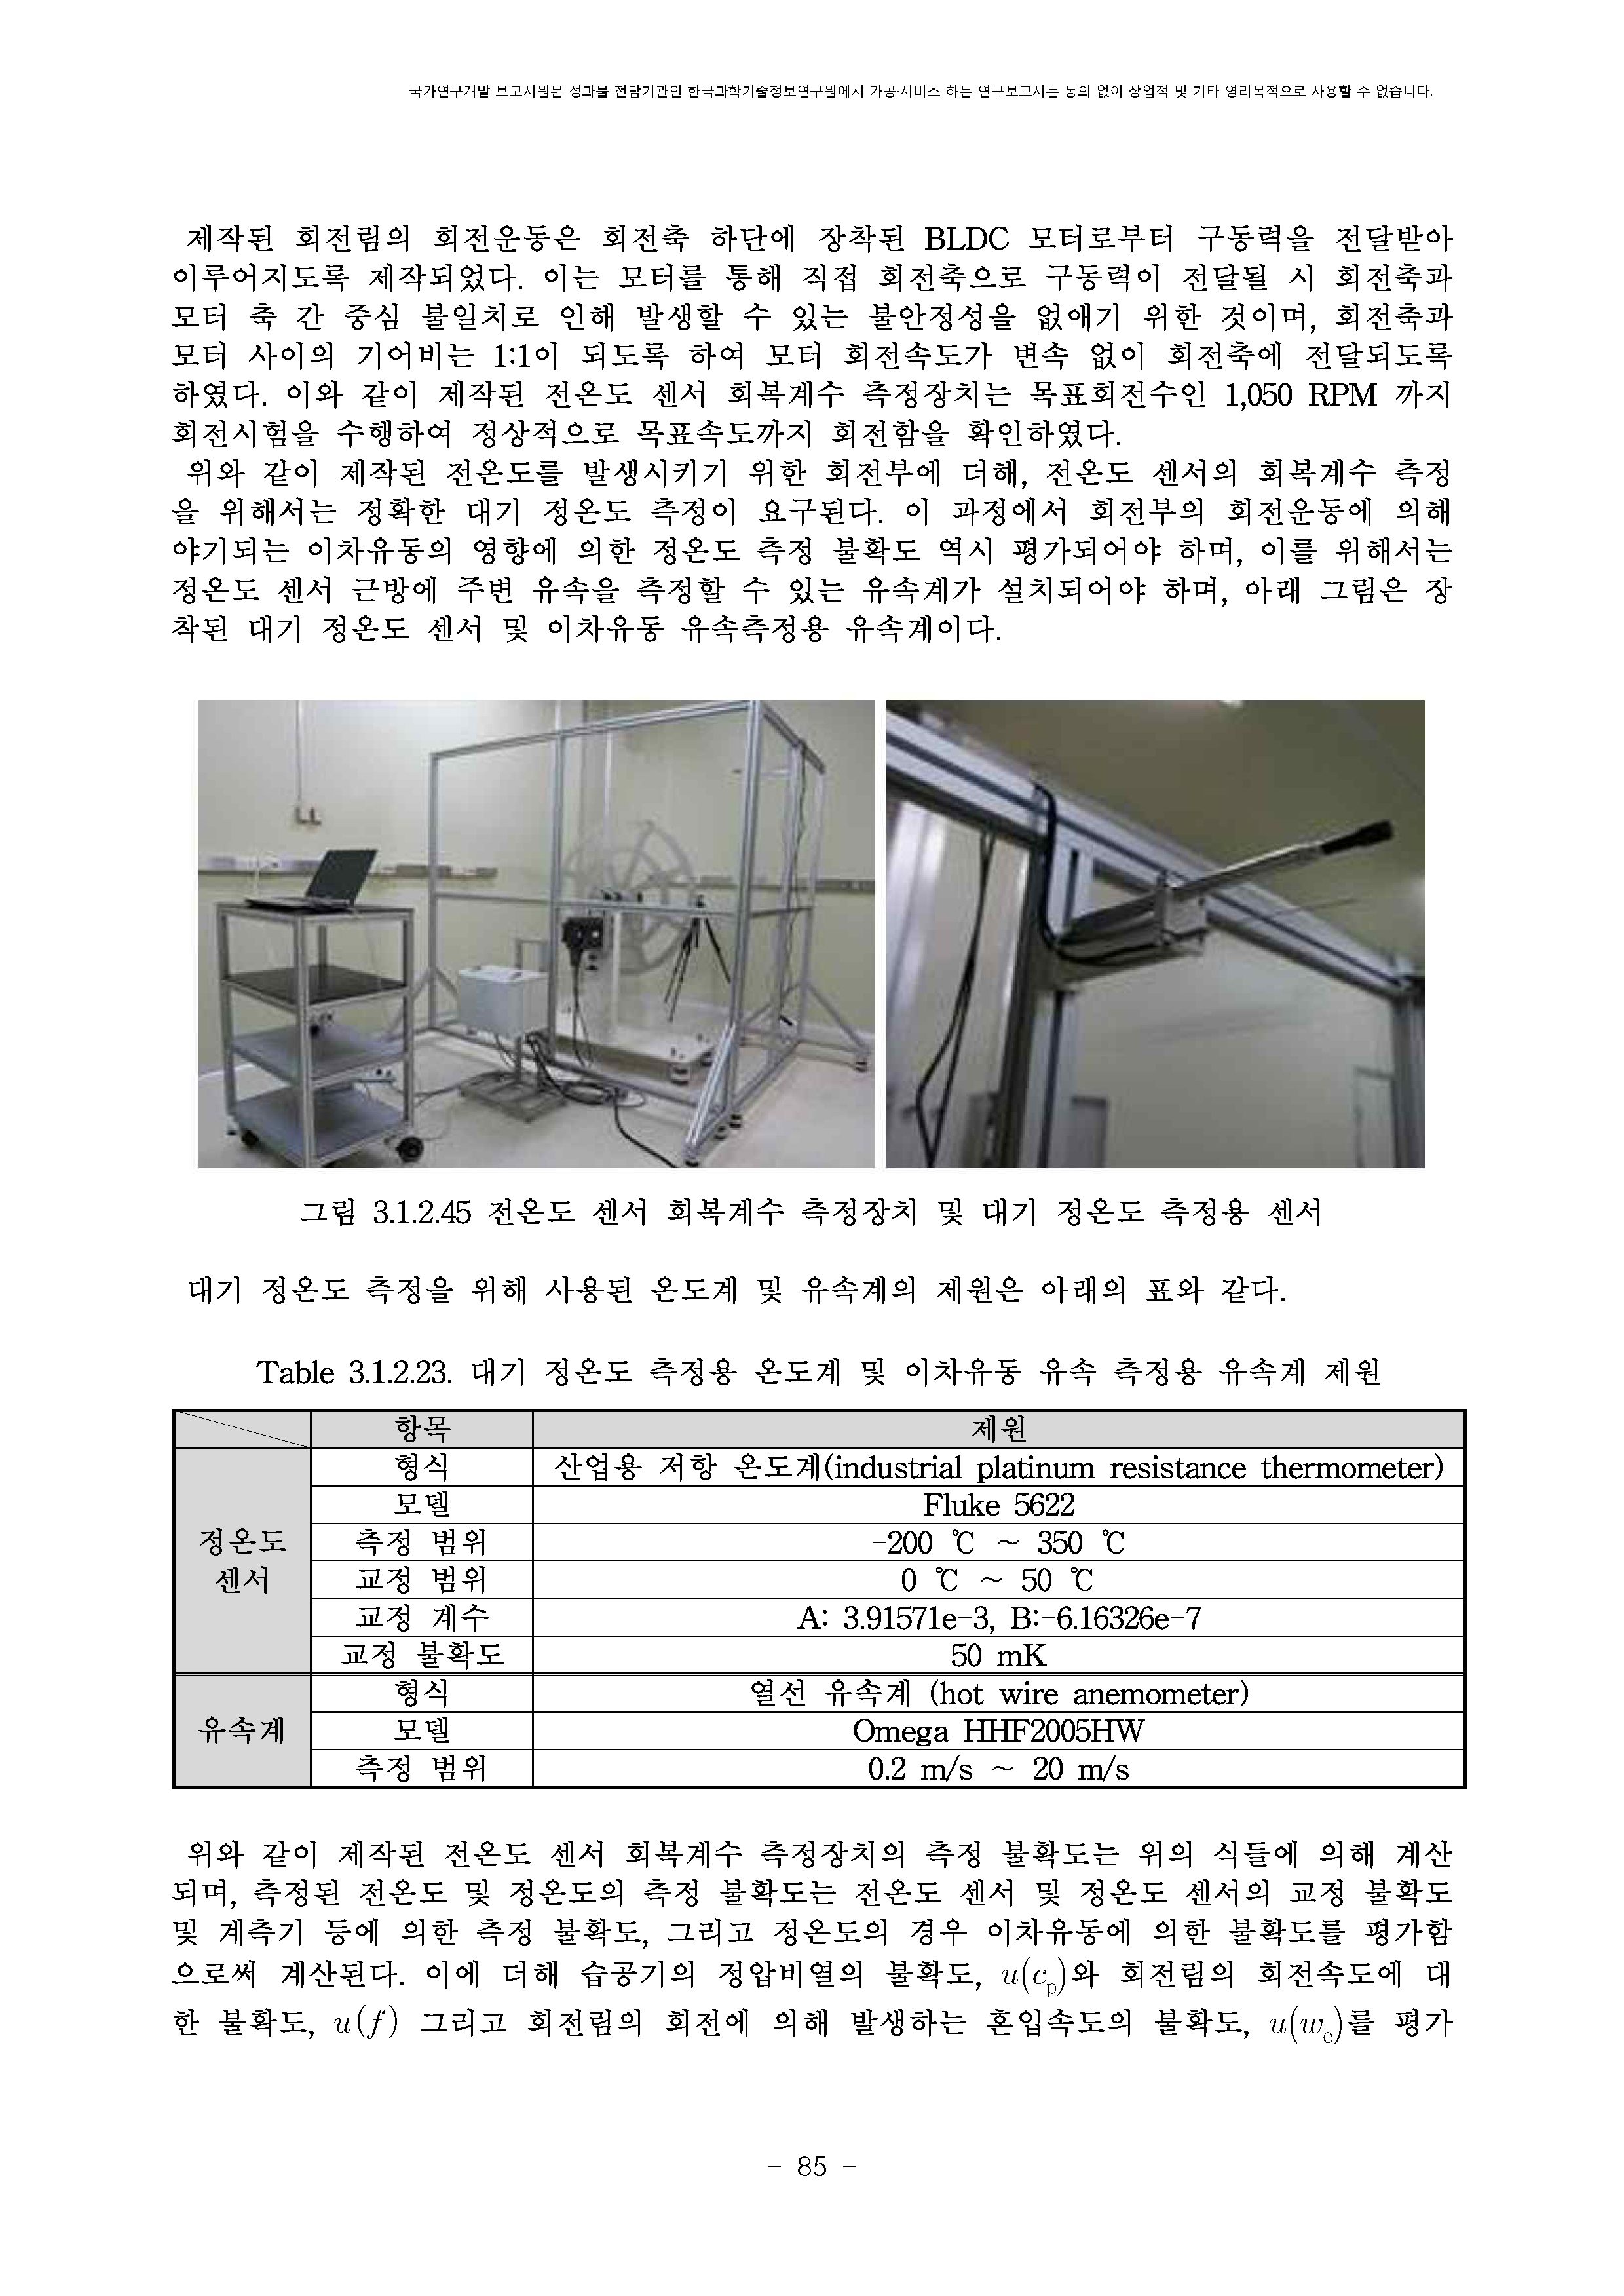 국가연구개발 보고서원문 성과물 전담기관인 한국과학기술정보연구원에서 가공·서비스 하는 연구보고서는 동의 없이 상업적 및 기타 영리목적으로 사용할 수 없습니다.
제작된 회전림의 회전운동은 회전축 하단에 장착된 BLDC 모터로부터 구동력을 전달받아
이루어지도록 제작되었다. 이는 모터를 통해 직접 회전축으로 구동력이 전달될 시 회전축과
모터 축 간 중심 불일치로 인해 발생할 수 있는 불안정성을 없애기 위한 것이며, 회전축과
모터 사이의 기어비는 1:1이 되도록 하여 모터 회전속도가 변속 없이 회전축에 전달되도록
하였다. 이와 같이 제작된 전온도 센서 회복계수 측정장치는 목표회전수인 1,050 RPM 까지
회전시험을 수행하여 정상적으로 목표속도까지 회전함을 확인하였다.
위와 같이 제작된 전온도를 발생시키기 위한 회전부에 더해, 전온도 센서의 회복계수 측정
을 위해서는 정확한 대기 정온도 측정이 요구된다. 이 과정에서 회전부의 회전운동에 의해
야기되는 이차유동의 영향에 의한 정온도 측정 불확도 역시 평가되어야 하며, 이를 위해서는
정온도 센서 근방에 주변 유속을 측정할 수 있는 유속계가 설치되어야 하며, 아래 그림은 장
착된 대기 정온도 센서 및 이차유동 유속측정용 유속계이다.
그림 3.1.2.45 전온도 센서 회복계수 측정장치 및 대기 정온도 측정용 센서
대기 정온도 측정을 위해 사용된 온도계 및 유속계의 제원은 아래의 표와 같다.
Table 3.1.2.23. 대기 정온도 측정용 온도계 및 이차유동 유속 측정용 유속계 제원
항목 제원
정온도 센서 형식 산업용 저항 온도계(industrial platinum resistance thermometer)
모델 Fluke 5622
측정 범위 -200 ℃ ~ 350 ℃
교정 범위 0 ℃ ~ 50 ℃
교정 계수 A: 3.91571e-3, B:-6.16326e-7
교정 불확도 50 mK
유속계 형식 열선 유속계 (hot wire anemometer)
모델 Omega HHF2005HW
측정 범위 0.2 m/s ~ 20 m/s
위와 같이 제작된 전온도 센서 회복계수 측정장치의 측정 불확도는 위의 식들에 의해 계산
되며, 측정된 전온도 및 정온도의 측정 불확도는 전온도 센서 및 정온도 센서의 교정 불확도
및 계측기 등에 의한 측정 불확도, 그리고 정온도의 경우 이차유동에 의한 불확도를 평가함
으로써 계산된다. 이에 더해 습공기의 정압비열의 불확도, u(c_p)와 회전림의 회전속도에 대
한 불확도, u(f) 그리고 회전림의 회전에 의해 발생하는 혼입속도의 불확도, u(w_e)를 평가
- 85 -